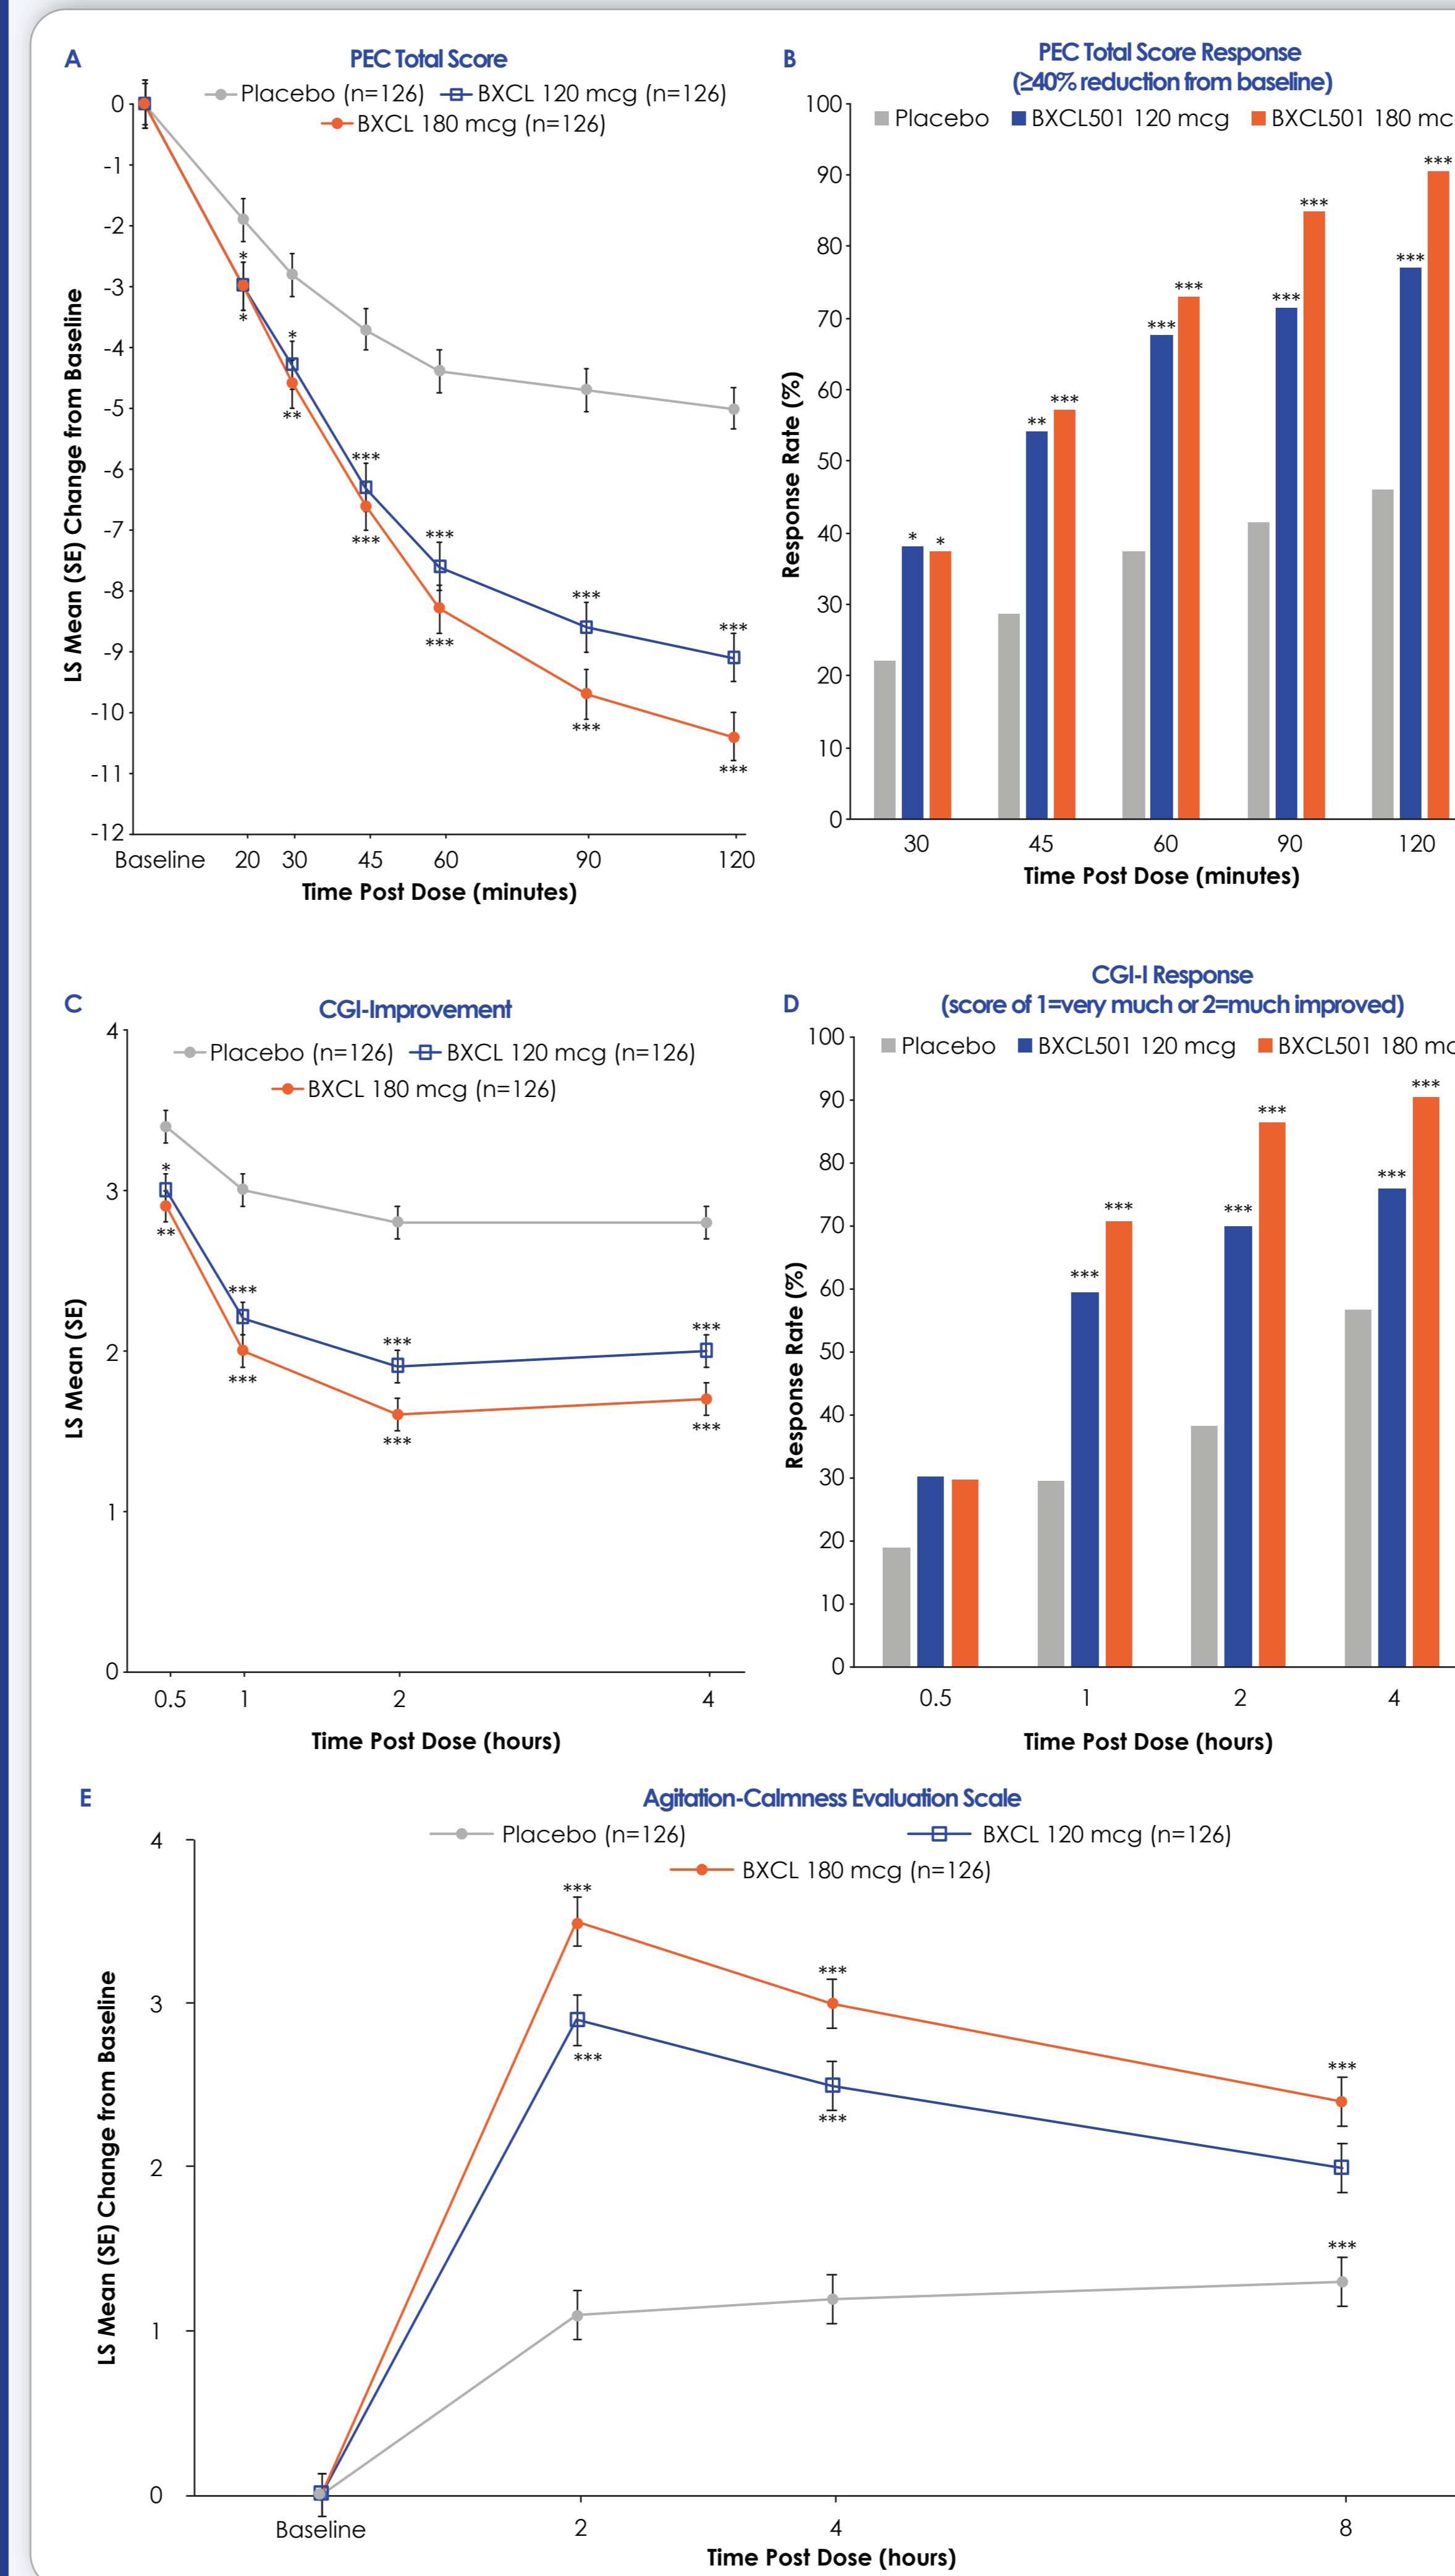 A
PEC Total Score
Placebo (n=126) BXCL 120 mcg (n=126)
BXCL 180 mcg (n=126)
LS Mean (SE) Change from Baseline
0
-1
-2
-3
-4
-5
-6
-7
-8
-9
-10
-11
-12
*
*
*
**
***
***
***
***
***
***
***
***
Baseline 20 30 45 60 90 120
Time Post Dose (minutes)
B
PEC Total Score Response
(≥40% reduction from baseline)
Placebo BXCL501 120 mcg BXCL501 180 mc
Response Rate (%)
100
90
80
70
60
50
40
30
20
10
0
* *
** ***
*** ***
*** ***
*** ***
30 45 60 90 120
Time Post Dose (minutes)
C
CGI-Improvement
Placebo (n=126) BXCL 120 mcg (n=126)
BXCL 180 mcg (n=126)
LS Mean (SE)
4
3
2
1
0
*
**
***
***
***
***
***
***
0.5 1 2 4
Time Post Dose (hours)
D
CGI-I Response
(score of 1=very much or 2=much improved)
Placebo BXCL501 120 mcg BXCL501 180 mc
Response Rate (%)
100
90
80
70
60
50
40
30
20
10
0
*** ***
*** ***
*** ***
0.5 1 2 4
Time Post Dose (hours)
E
Agitation-Calmness Evaluation Scale
Placebo (n=126) BXCL 120 mcg (n=126)
BXCL 180 mcg (n=126)
LS Mean (SE) Change from Baseline
4
3
2
1
0
***
***
***
***
***
***
Baseline 2 4 8
Time Post Dose (hours)